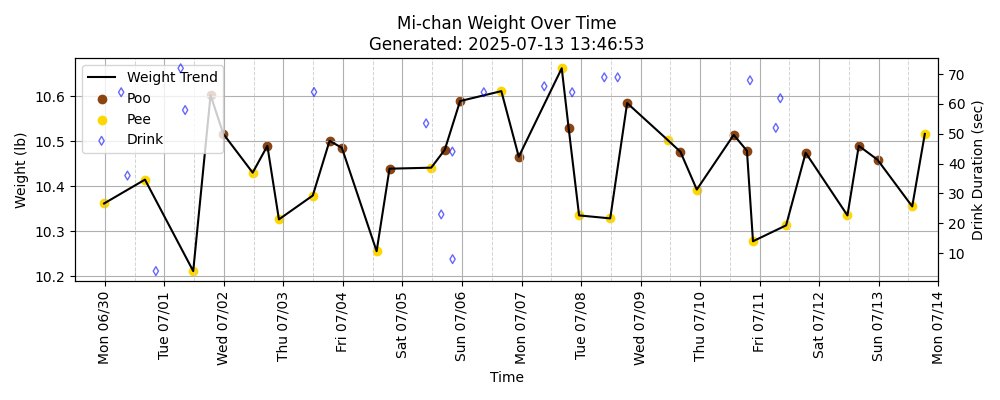 Mi-chan Weight Over Time
Generated: 2025-07-13 13:46:53
Weight Trend
Poo
Pee
Drink
Weight (lb)
10.6
10.5
10.4
10.3
10.2
Drink Duration (sec)
70
60
50
40
30
20
10
Mon 06/30
Tue 07/01
Wed 07/02
Thu 07/03
Fri 07/04
Sat 07/05
Sun 07/06
Mon 07/07
Tue 07/08
Wed 07/09
Thu 07/10
Fri 07/11
Sat 07/12
Sun 07/13
Mon 07/14
Time